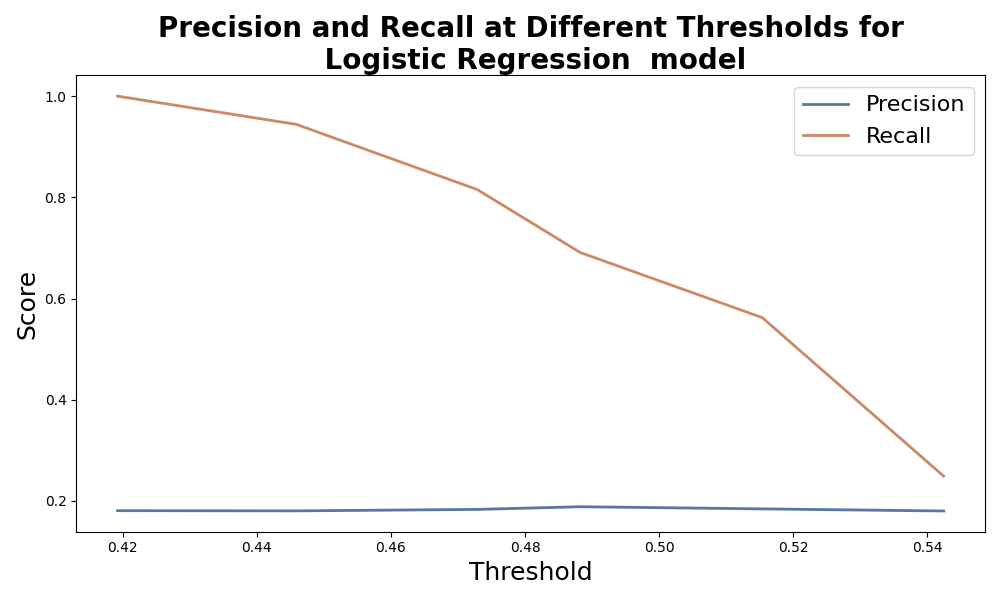 Precision and Recall at Different Thresholds for
Logistic Regression  model
Precision
Recall
Score
1.0
0.8
0.6
0.4
0.2
0.42 0.44 0.46 0.48 0.50 0.52 0.54
Threshold